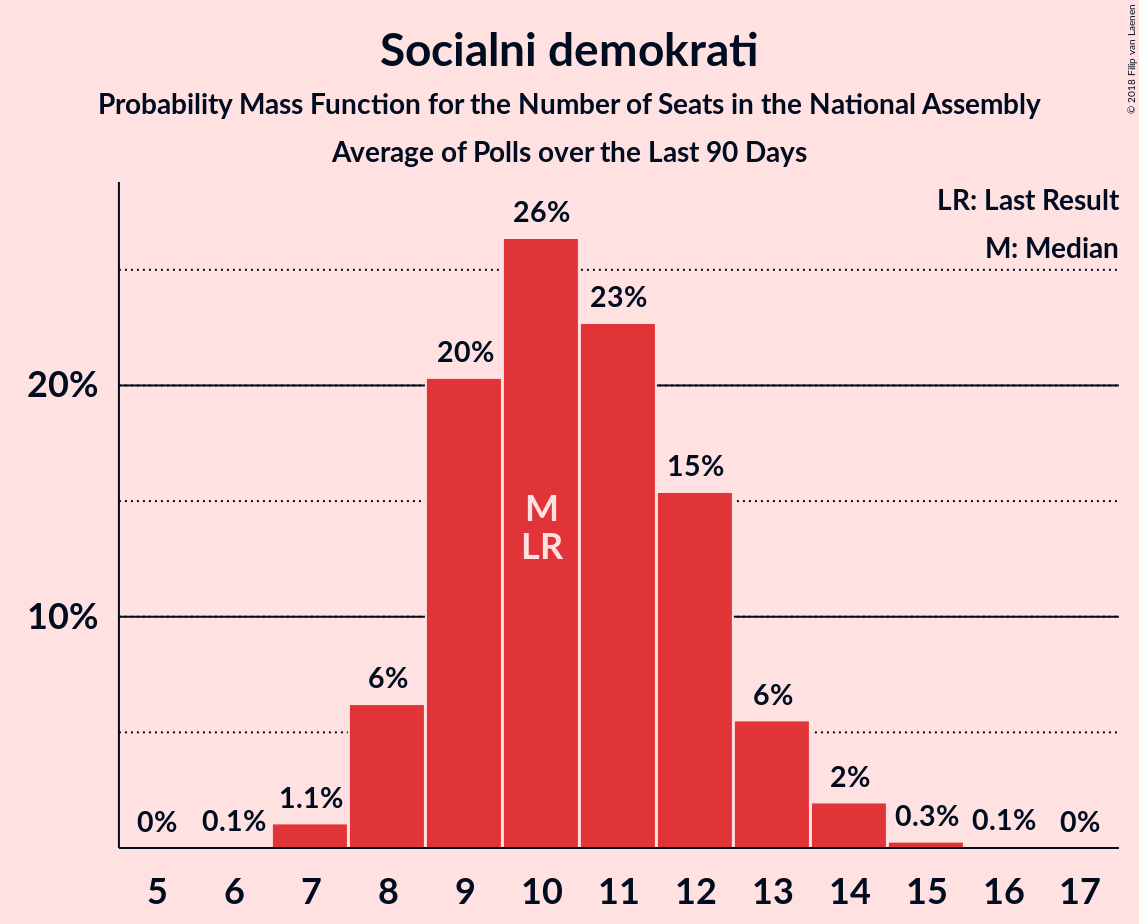 Socialni demokrati
Probability Mass Function for the Number of Seats in the National Assembly
Average of Polls over the Last 90 Days
© 2018 Filip van Laenen
LR: Last Result
M: Median
20%
10%
0%
0.1%
1.1%
6%
20%
26%
23%
15%
6%
2%
0.3%
0.1%
0%
M
LR
5 6 7 8 9 10 11 12 13 14 15 16 17